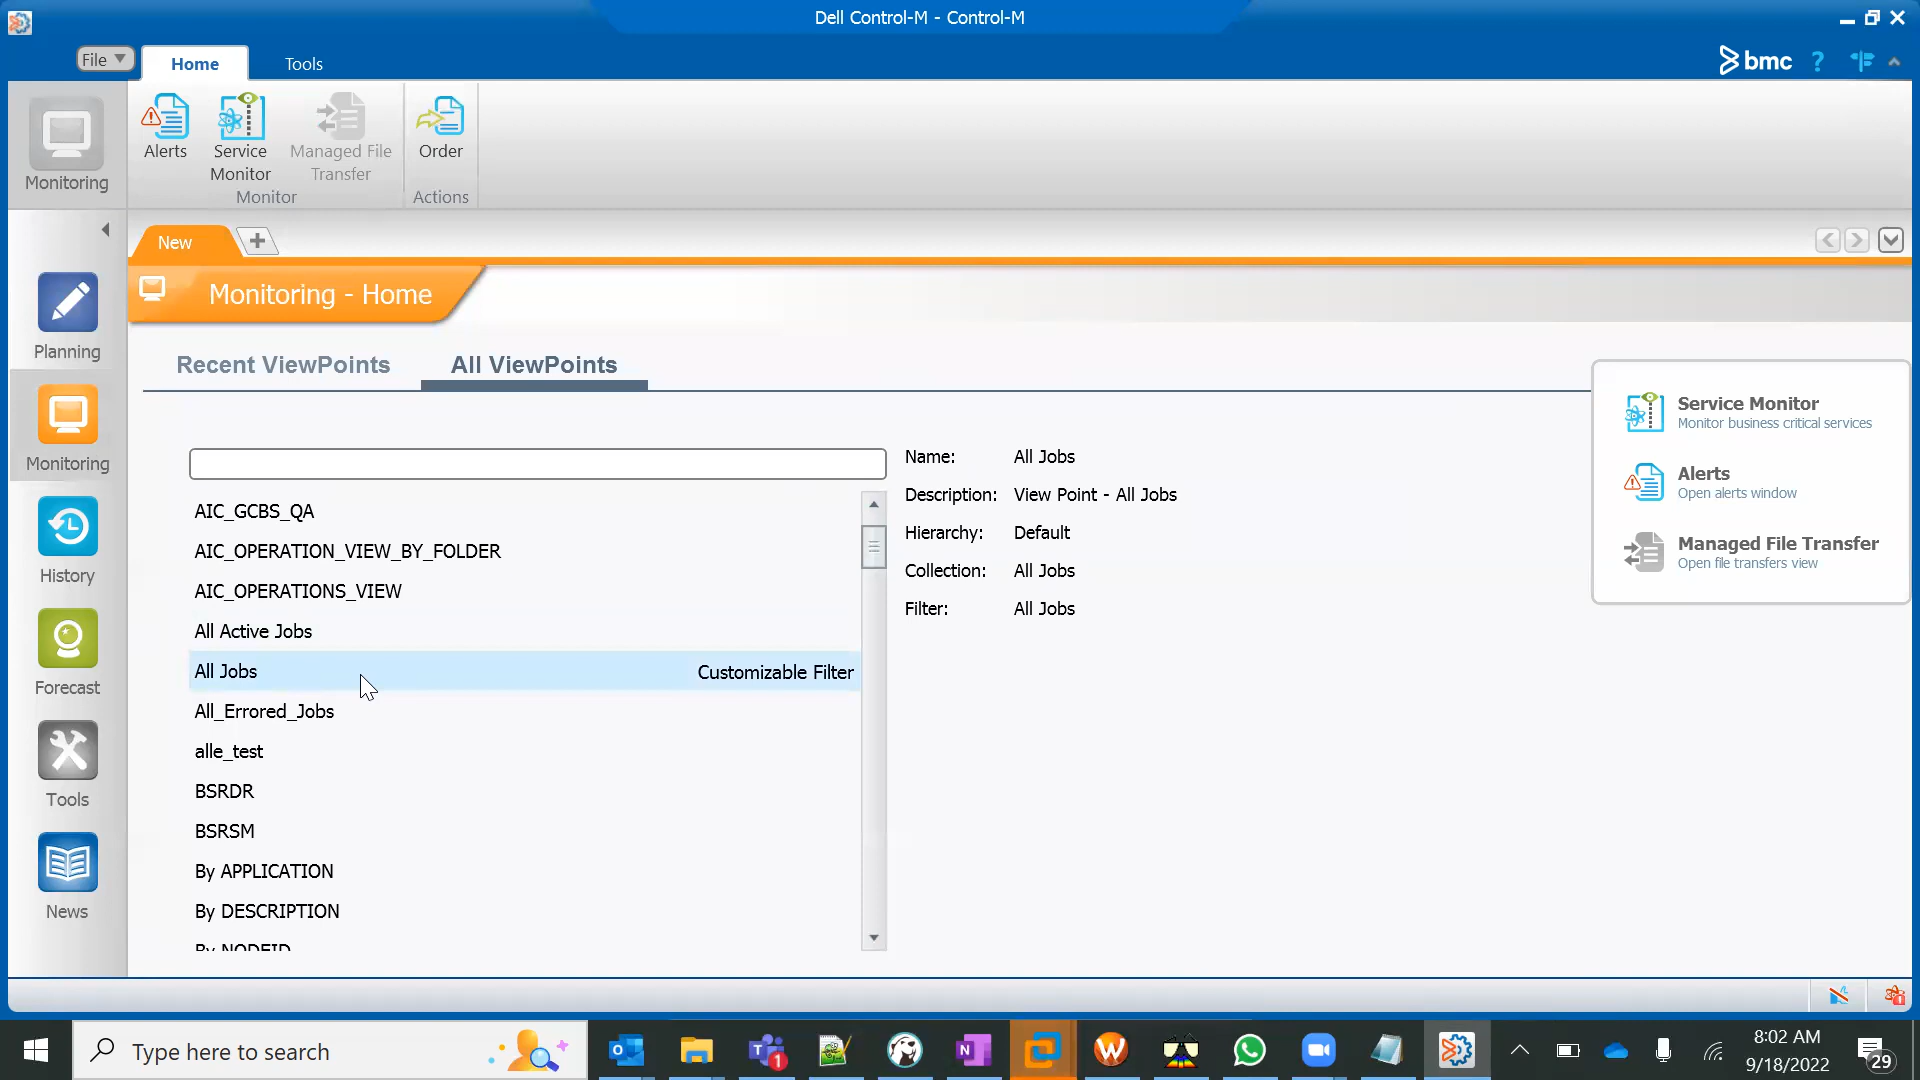 Dell Control-M - Control-M
File
Home
Tools
bmc
?
Monitoring
Alerts
Service
Monitor
Managed File
Transfer
Order
Monitor
Actions
New
Monitoring - Home
Planning
Monitoring
History
Forecast
Tools
News
Recent ViewPoints
All ViewPoints
AIC_GCBS_QA
AIC_OPERATION_VIEW_BY_FOLDER
AIC_OPERATIONS_VIEW
All Active Jobs
All Jobs Customizable Filter
All_Errored_Jobs
alle_test
BSRDR
BSRSM
By APPLICATION
By DESCRIPTION
By NODEID
Name: All Jobs
Description: View Point - All Jobs
Hierarchy: Default
Collection: All Jobs
Filter: All Jobs
Service Monitor
Monitor business critical services
Alerts
Open alerts window
Managed File Transfer
Open file transfers view
Type here to search
1
8:02 AM
9/18/2022
29